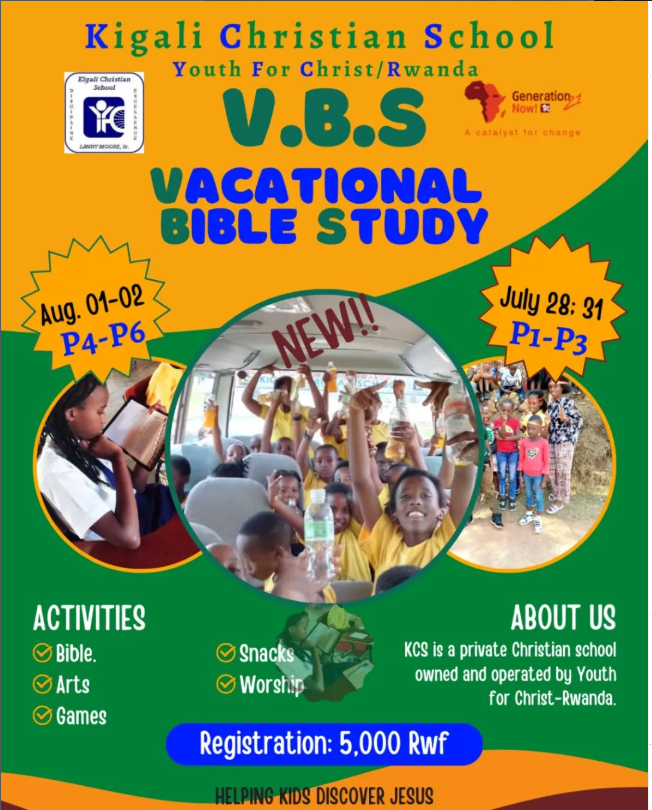 Kigali Christian School
Youth For Christ/Rwanda
Kigali Christian
School
DISCIPLINE
YFC
EXCELLENCE
LANNY MOORE, Sr.
V.B.S
Generation
Now!
21
A catalyst for change
VACATIONAL
BIBLE STUDY
Aug. 01-02
P4-P6
July 28; 31
P1-P3
NEW!!
ACTIVITIES
Bible.
Arts
Games
Snacks
Worship
ABOUT US
KCS is a private Christian school
owned and operated by Youth
for Christ-Rwanda.
Registration: 5,000 Rwf
HELPING KIDS DISCOVER JESUS